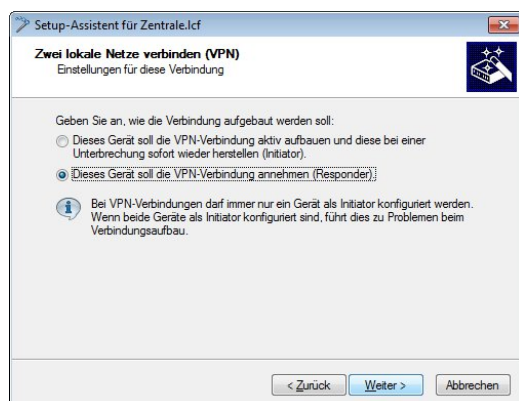 Setup-Assistent für Zentrale.lcf
Zwei lokale Netze verbinden (VPN)
Einstellungen für diese Verbindung
Geben Sie an, wie die Verbindung aufgebaut werden soll:
Dieses Gerät soll die VPN-Verbindung aktiv aufbauen und diese bei einer
Unterbrechung sofort wieder herstellen (Initiator).
Dieses Gerät soll die VPN-Verbindung annehmen (Responder).
Bei VPN-Verbindungen darf immer nur ein Gerät als Initiator konfiguriert werden.
Wenn beide Geräte als Initiator konfiguriert sind, führt dies zu Problemen beim
Verbindungsaufbau.
< Zurück
Weiter >
Abbrechen